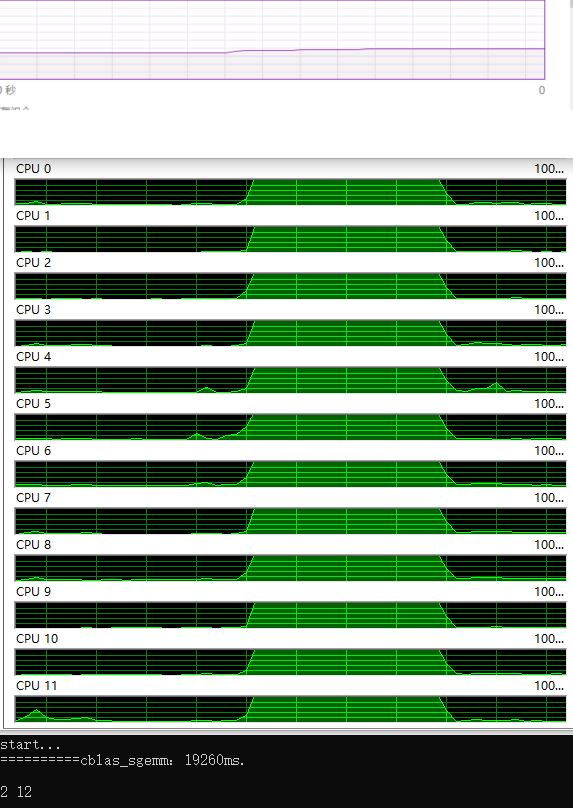 0 秒
0
CPU 0
100...
CPU 1
100...
CPU 2
100...
CPU 3
100...
CPU 4
100...
CPU 5
100...
CPU 6
100...
CPU 7
100...
CPU 8
100...
CPU 9
100...
CPU 10
100...
CPU 11
100...
start...
==========cblas_sgemm：19260ms.
2 12